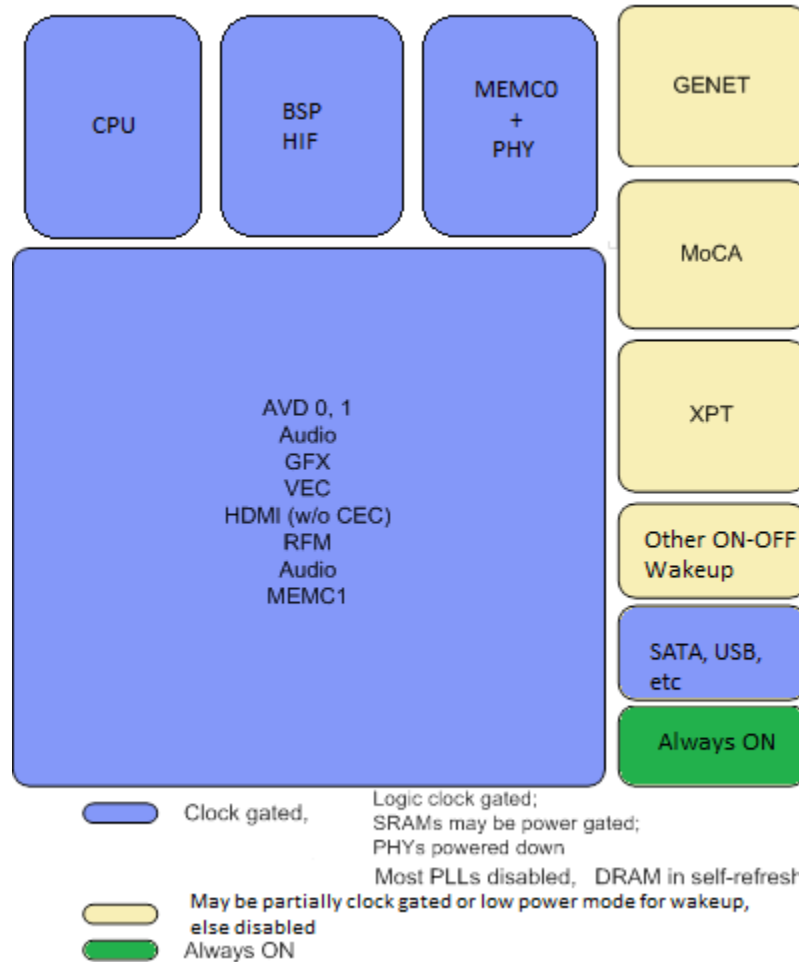 CPU
BSP
HIF
MEMC0
+
PHY
GENET
MoCA
XPT
Other ON-OFF
Wakeup
SATA, USB,
etc
Always ON
AVD 0, 1
Audio
GFX
VEC
HDMI (w/o CEC)
RFM
Audio
MEMC1
Clock gated,
Logic clock gated;
SRAMs may be power gated;
PHYs powered down
Most PLLs disabled, DRAM in self-refresh
May be partially clock gated or low power mode for wakeup,
else disabled
Always ON